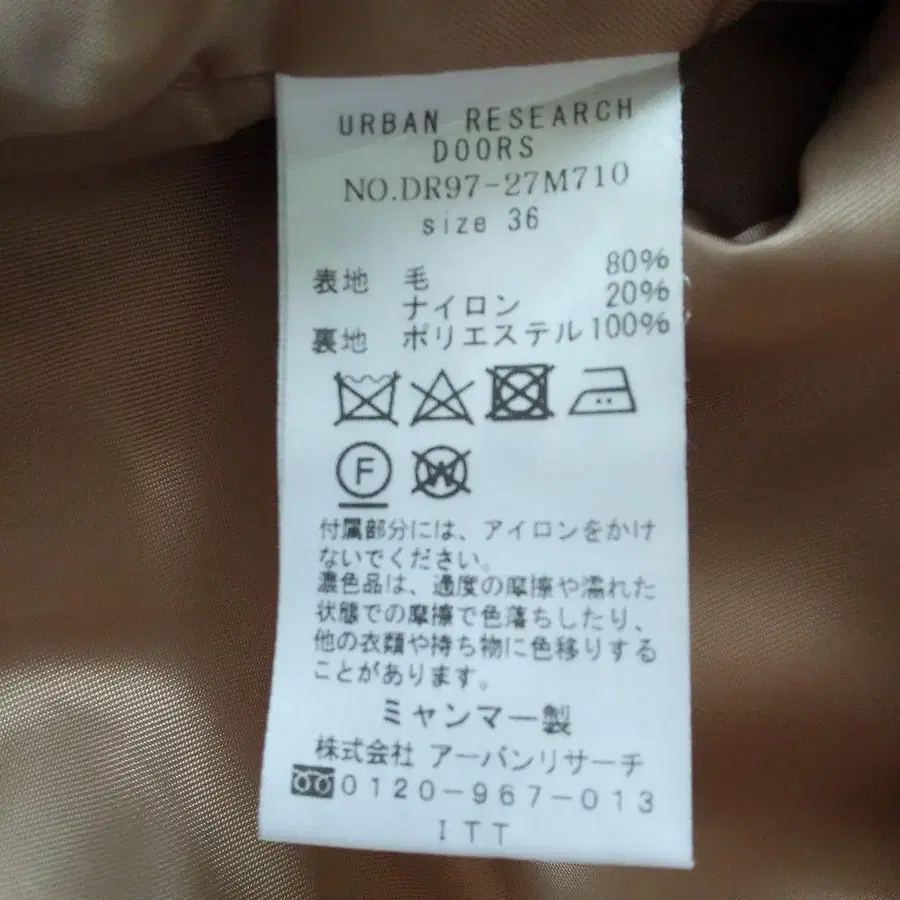 URBAN RESEARCH
DOORS
NO.DR97-27M710
size 36
表地 毛 80%
ナイロン 20%
裏地 ポリエステル 100%
F W
付属部分には、アイロンをかけ
ないでください。
濃色品は、過度の摩擦や濡れた
状態での摩擦で色落ちしたり、
他の衣類や持ち物に色移りする
ことがあります。
ミャンマー製
株式会社 アーバンリサーチ
0120-967-013
ITT